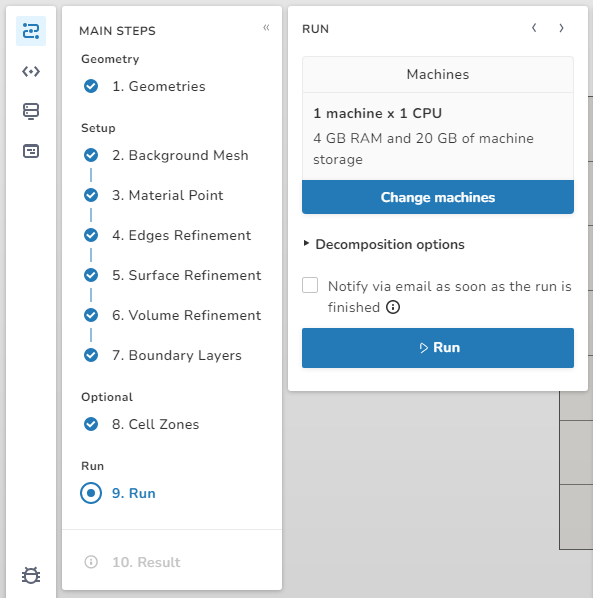 MAIN STEPS
«
Geometry
1. Geometries
Setup
2. Background Mesh
3. Material Point
4. Edges Refinement
5. Surface Refinement
6. Volume Refinement
7. Boundary Layers
Optional
8. Cell Zones
Run
9. Run
10. Result
RUN
Machines
1 machine x 1 CPU
4 GB RAM and 20 GB of machine
storage
Change machines
Decomposition options
Notify via email as soon as the run is
finished
Run